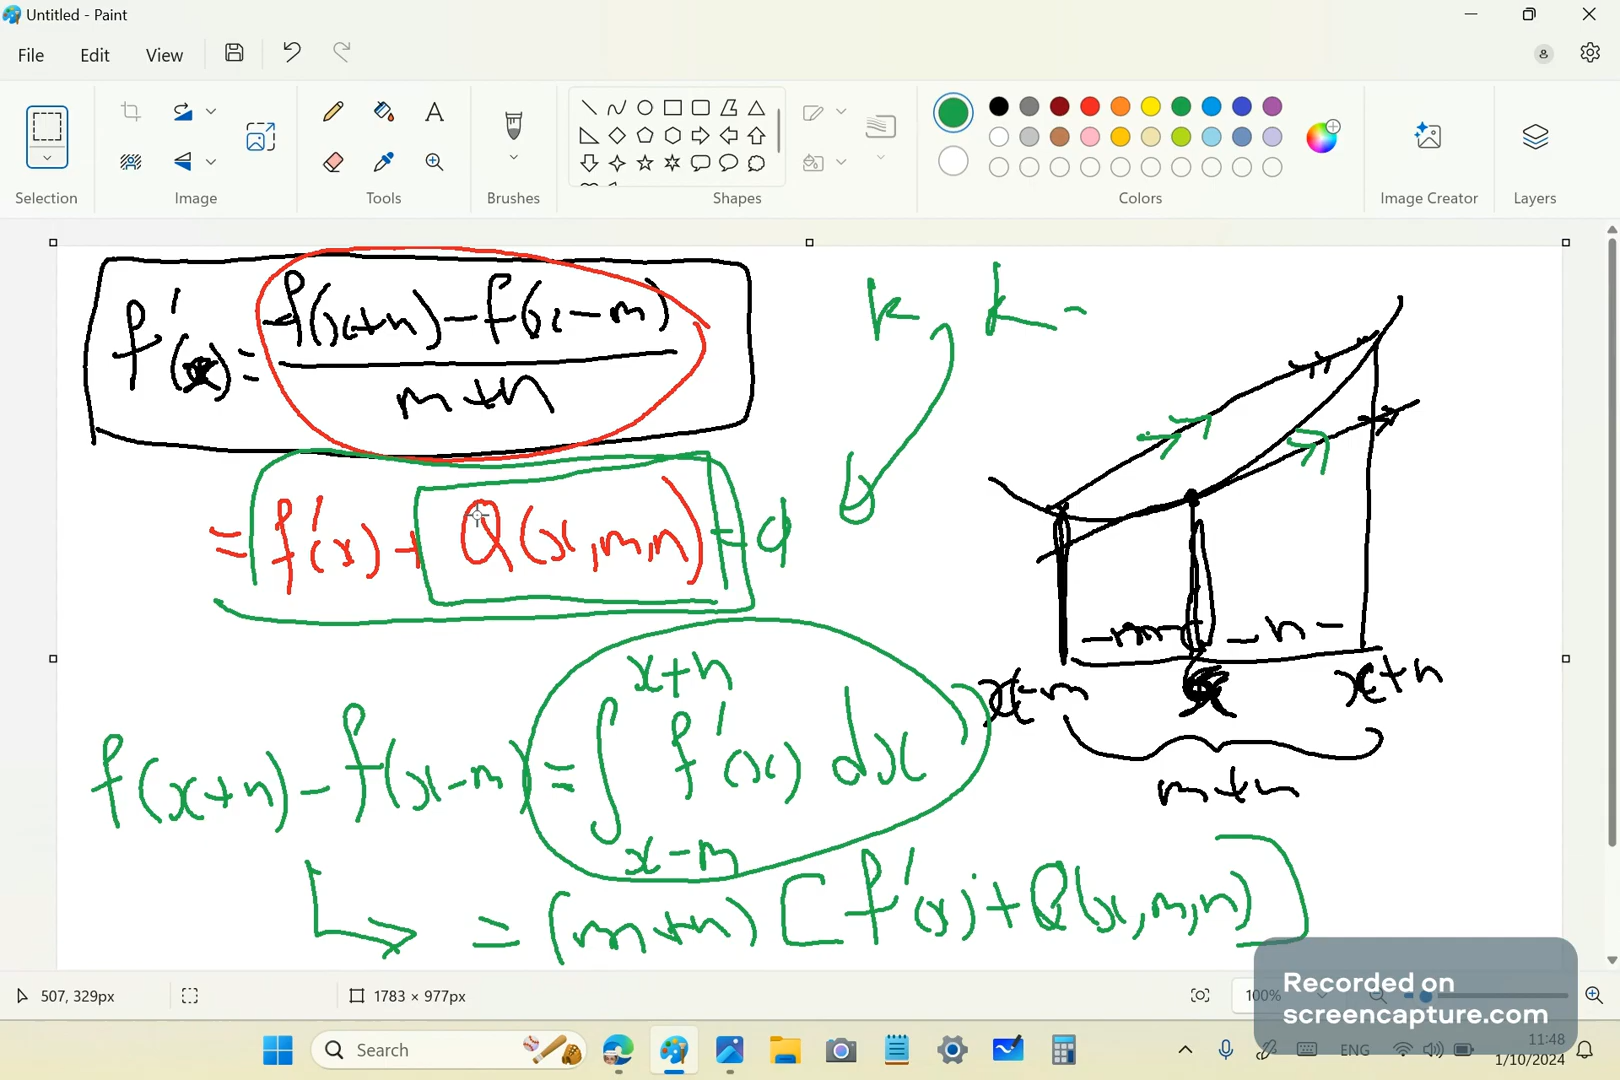 Untitled - Paint
File Edit View
Selection Image Tools Brushes Shapes Colors Image Creator Layers
A
f'( ) = f(x+n) - f(x-m)
m+n
= f'(x) + Q(x,m,n) = d
k, k -
- n -
x-m x+n
m+n
f(x+n) - f(x-m) = ∫ f'(x) dx
x+n
x-m
= (m+n) [f'(x) + Q(x,m,n)]
Recorded on
screencapture.com
507, 329px
1783 × 977px
100%
Search
ENG
11:48
1/10/2024